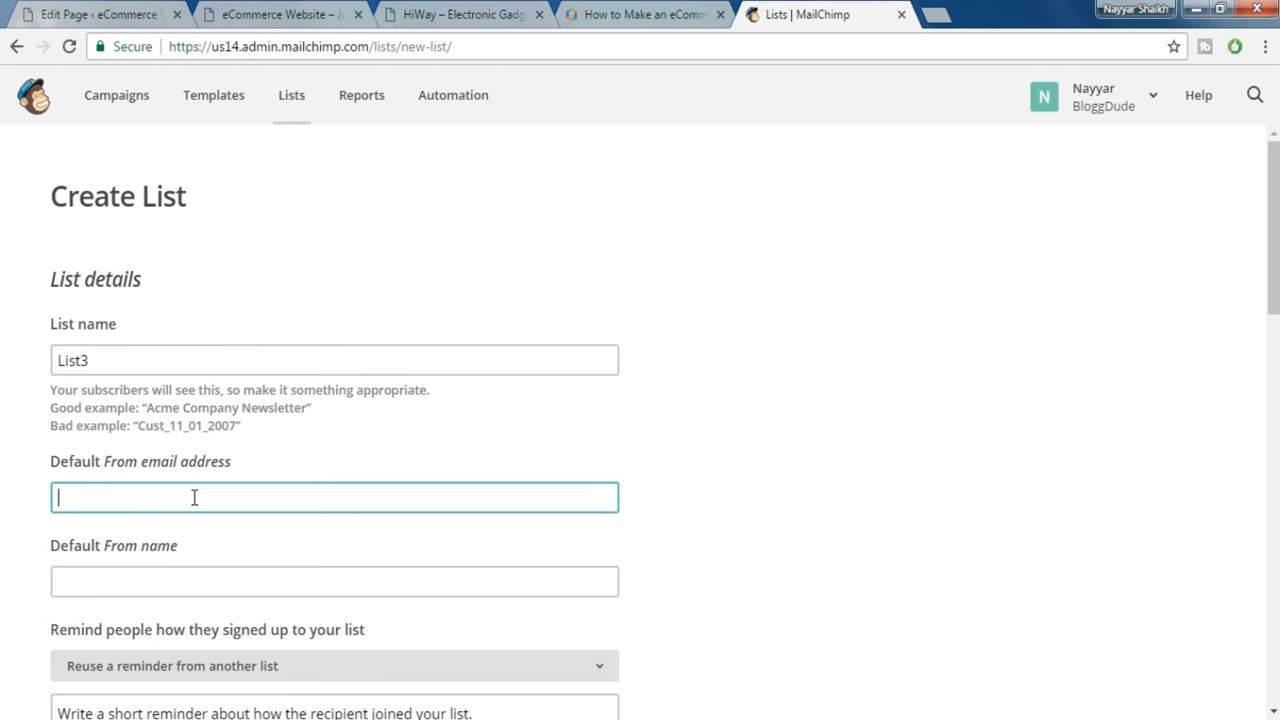 Edit Page ‹ eCommerce
eCommerce Website – Ju
HiWay – Electronic Gadg
How to Make an eComm
Lists | MailChimp
Nayyar Shaikh
Secure
https://us14.admin.mailchimp.com/lists/new-list/
Campaigns
Templates
Lists
Reports
Automation
N
Nayyar
BloggDude
Help
Create List
List details
List name
List3
Your subscribers will see this, so make it something appropriate.
Good example: “Acme Company Newsletter”
Bad example: “Cust_11_01_2007”
Default From email address
Default From name
Remind people how they signed up to your list
Reuse a reminder from another list
Write a short reminder about how the recipient joined your list.